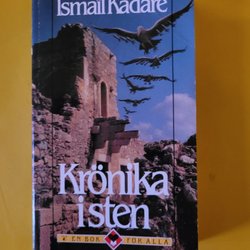 Ismail Kadare
Krönika
i sten
EN BOK FÖR ALLA